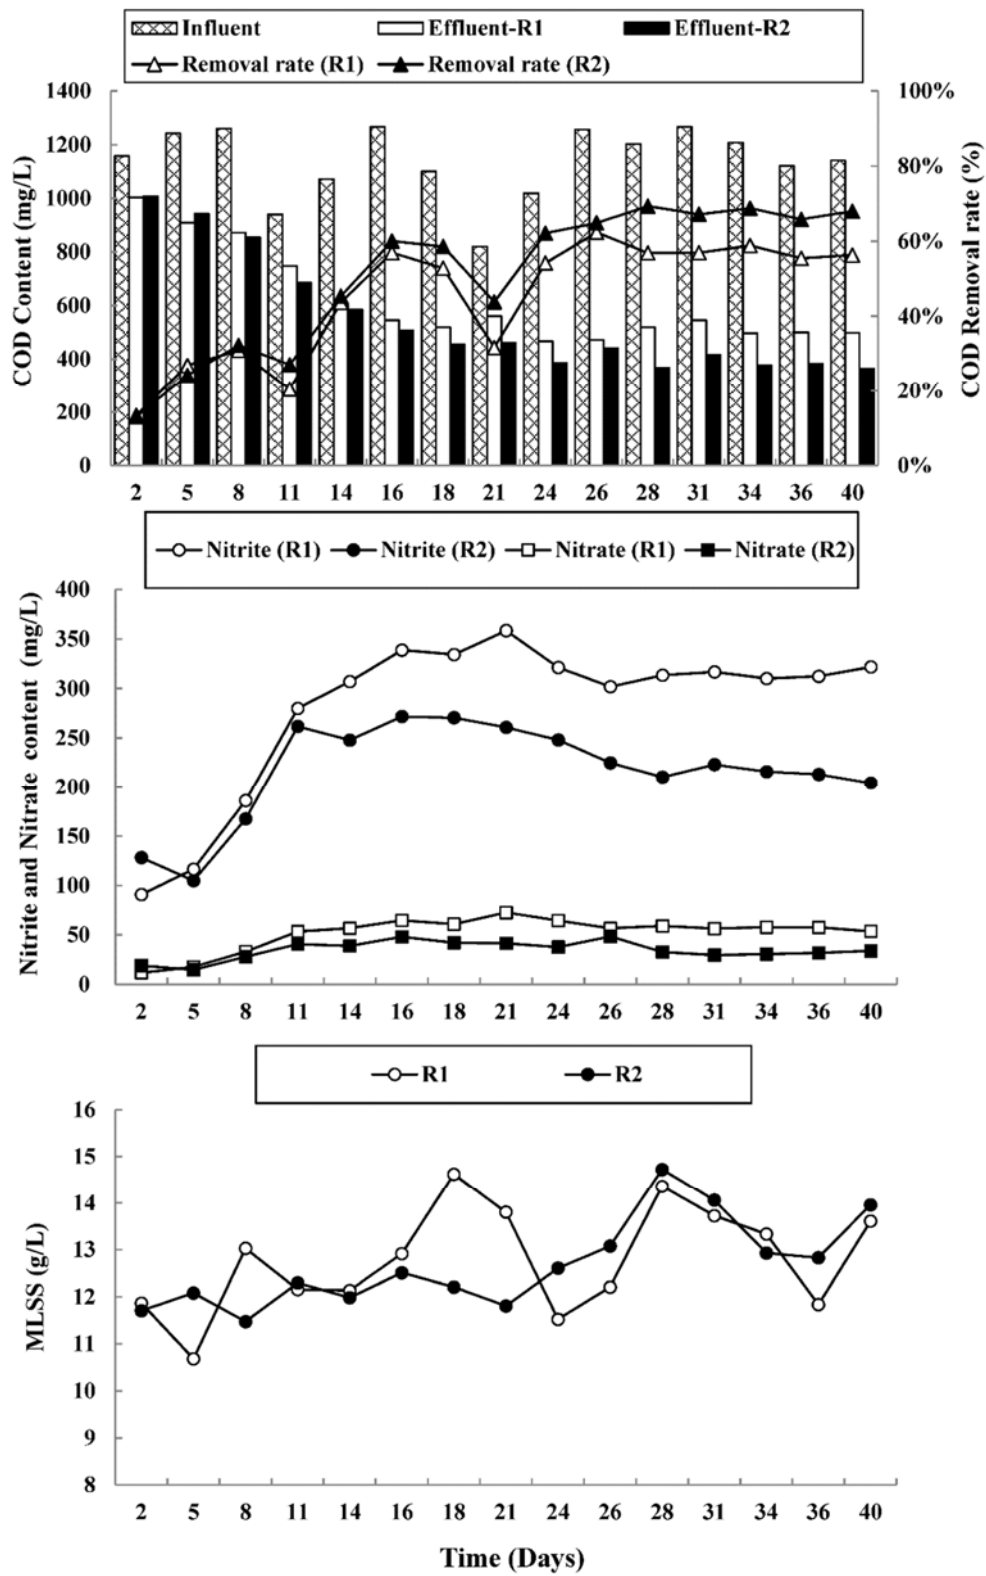 Influent Effluent-R1 Effluent-R2
Removal rate (R1) Removal rate (R2)
1400 100%
1200 80%
1000
800 60%
600 40%
400
200 20%
0 0%
COD Content (mg/L)
COD Removal rate (%)
2 5 8 11 14 16 18 21 24 26 28 31 34 36 40
Nitrite (R1) Nitrite (R2) Nitrate (R1) Nitrate (R2)
400
350
300
250
200
150
100
50
0
Nitrite and Nitrate content (mg/L)
2 5 8 11 14 16 18 21 24 26 28 31 34 36 40
R1 R2
16
15
14
13
12
11
10
9
8
MLSS (g/L)
2 5 8 11 14 16 18 21 24 26 28 31 34 36 40
Time (Days)